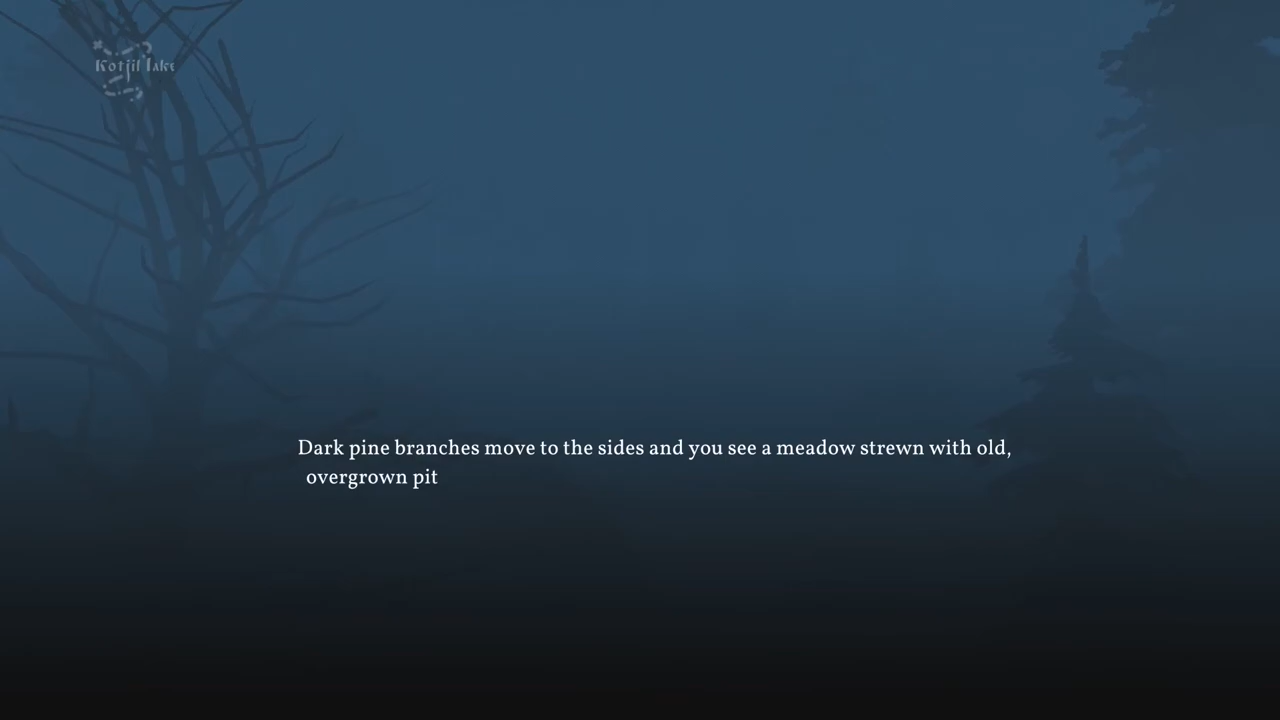 Dark pine branches move to the sides and you see a meadow strewn with old,
overgrown pit